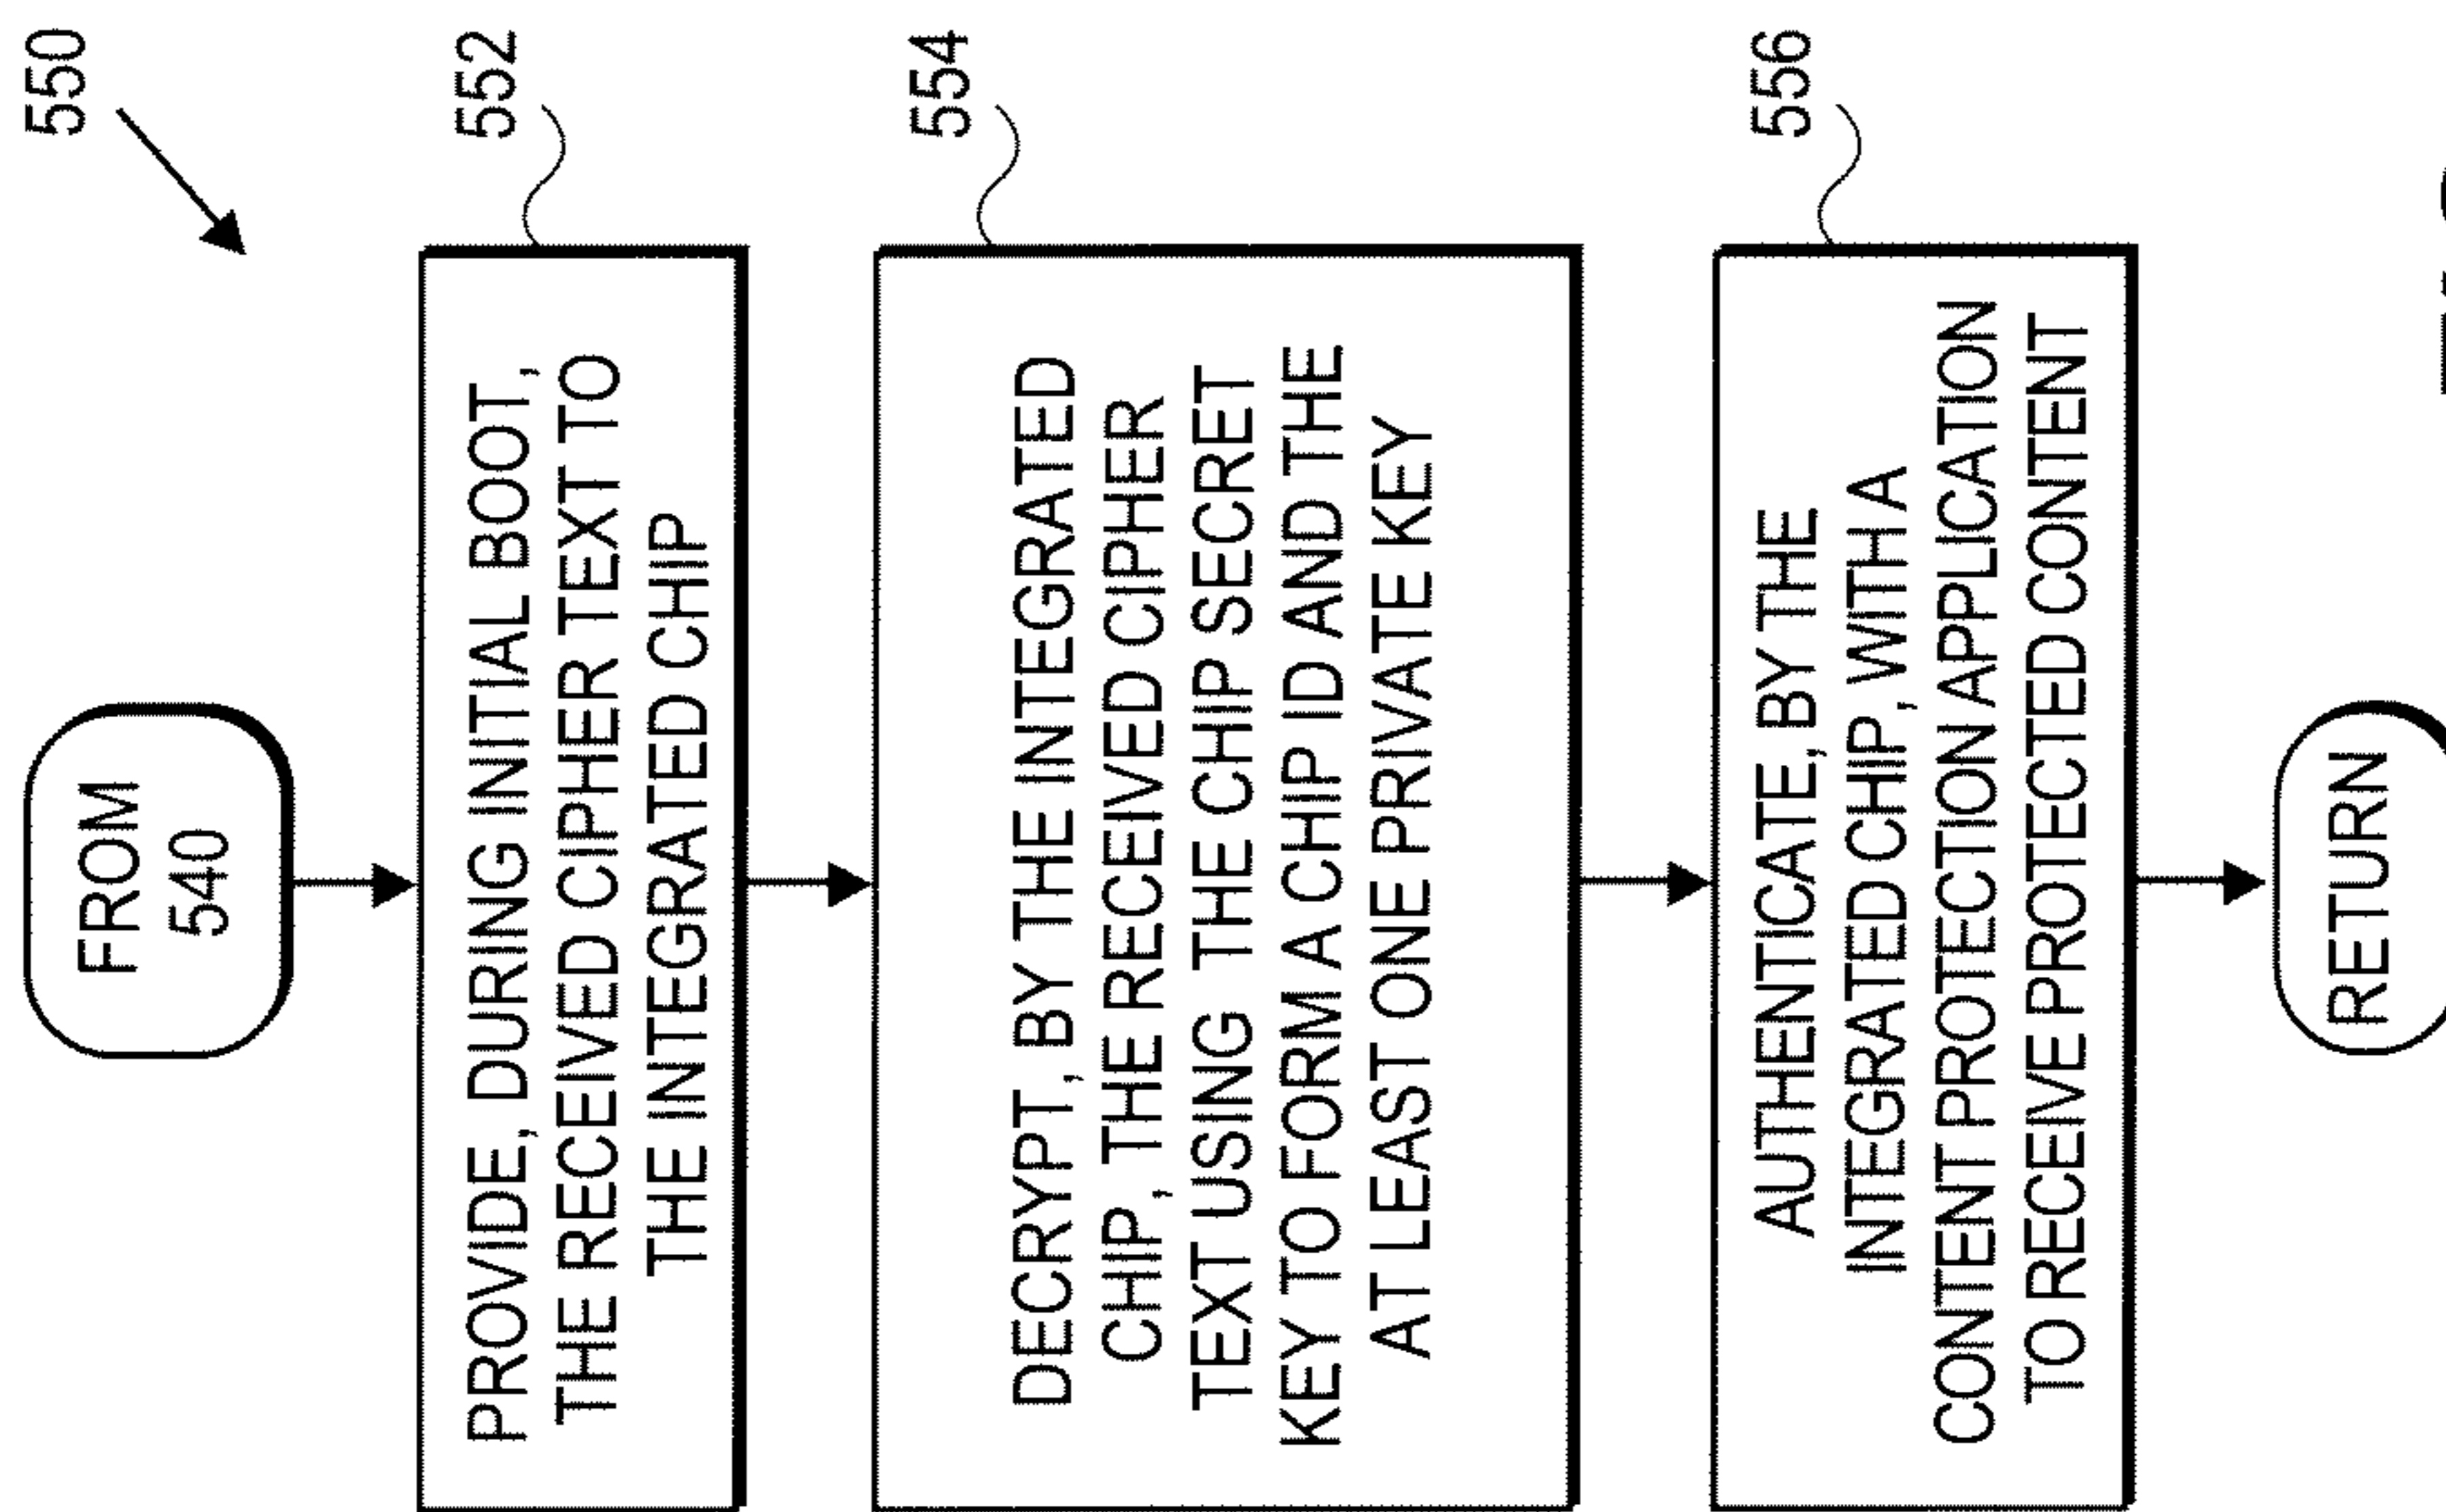 550
FROM
540
552
PROVIDE, DURING INITIAL BOOT,
THE RECEIVED CIPHER TEXT TO
THE INTEGRATED CHIP
554
DECRYPT, BY THE INTEGRATED
CHIP, THE RECEIVED CIPHER
TEXT USING THE CHIP SECRET
KEY TO FORM A CHIP ID AND THE
AT LEAST ONE PRIVATE KEY
556
AUTHENTICATE, BY THE
INTEGRATED CHIP, WITH A
CONTENT PROTECTION APPLICATION
TO RECEIVE PROTECTED CONTENT
RETURN